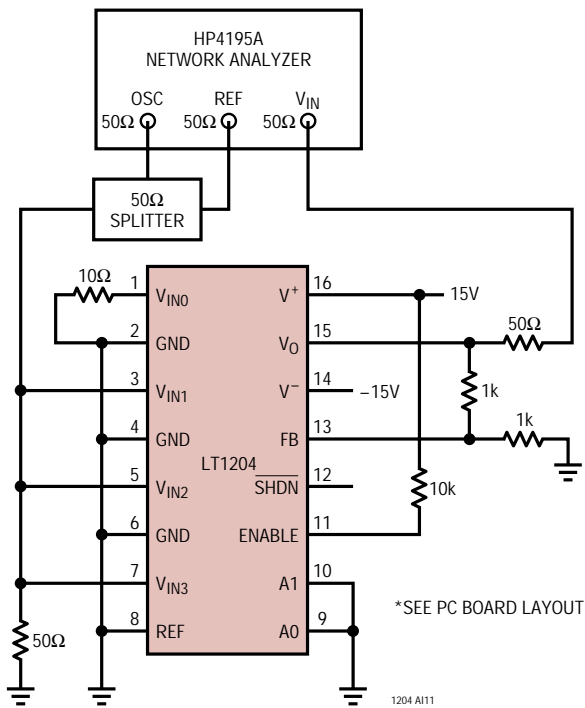 HP4195A
NETWORK ANALYZER
OSC REF VIN
50Ω 50Ω 50Ω
50Ω
SPLITTER
10Ω
1 VIN0 V+ 16 15V
2 GND VO 15 50Ω
3 VIN1 V− 14 −15V
1k
4 GND FB 13 1k
LT1204
5 VIN2 SHDN 12
10k
6 GND ENABLE 11
7 VIN3 A1 10
*SEE PC BOARD LAYOUT
50Ω 8 REF A0 9
1204 AI11